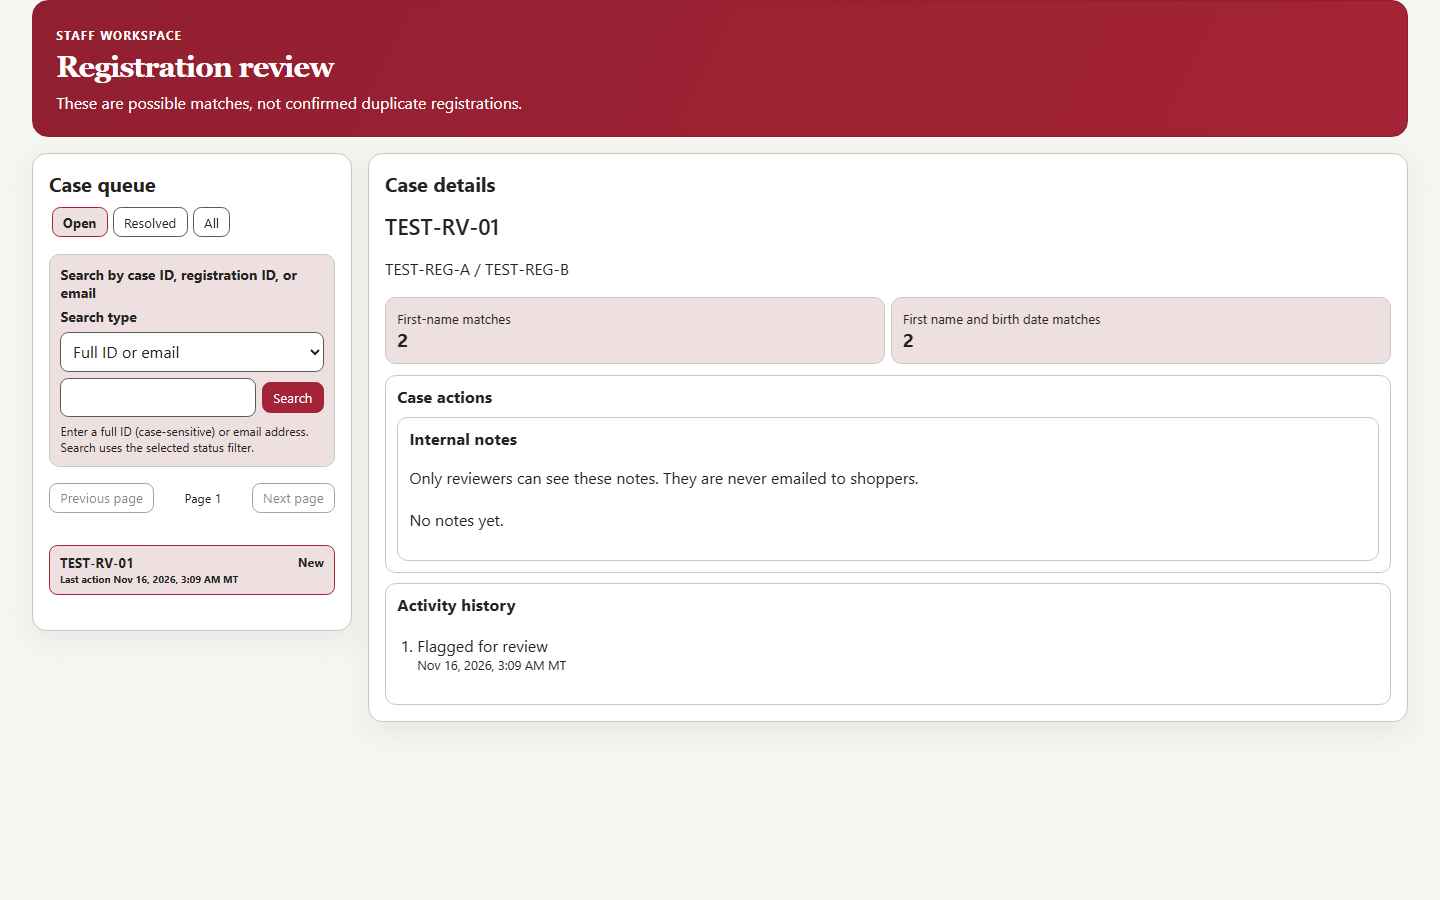 STAFF WORKSPACE
Registration review
These are possible matches, not confirmed duplicate registrations.
Case queue
Open
Resolved
All
Search by case ID, registration ID, or
email
Search type
Full ID or email
Search
Enter a full ID (case-sensitive) or email address.
Search uses the selected status filter.
Previous page
Page 1
Next page
TEST-RV-01
New
Last action Nov 16, 2026, 3:09 AM MT
Case details
TEST-RV-01
TEST-REG-A / TEST-REG-B
First-name matches
2
First name and birth date matches
2
Case actions
Internal notes
Only reviewers can see these notes. They are never emailed to shoppers.
No notes yet.
Activity history
1. Flagged for review
Nov 16, 2026, 3:09 AM MT